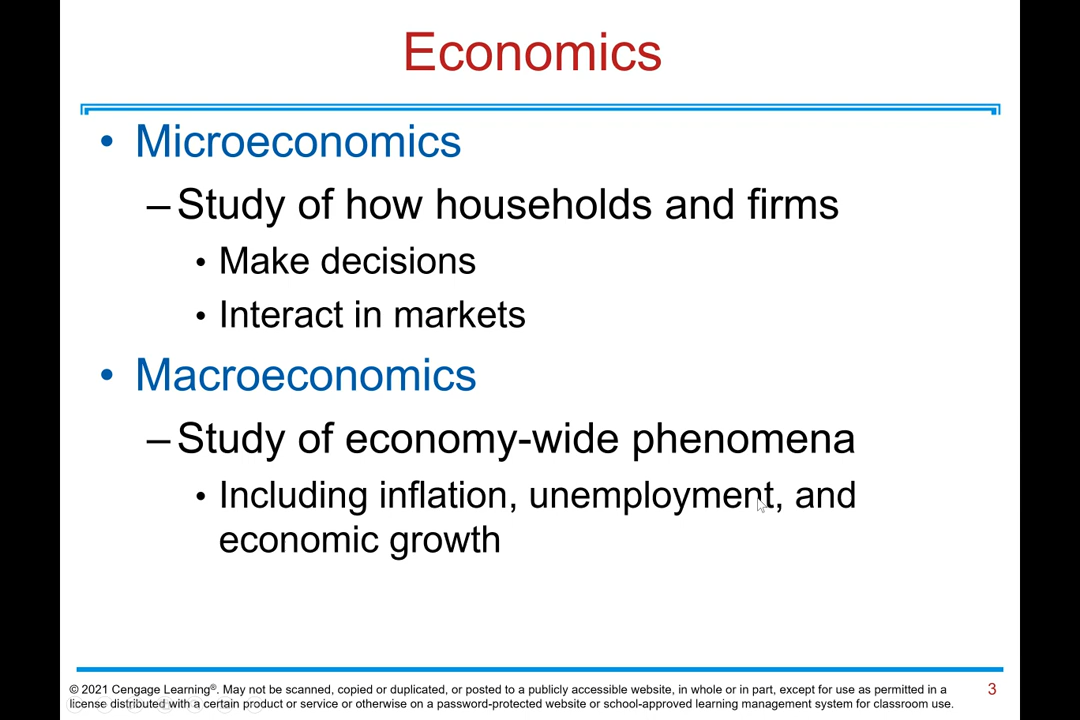 Economics
• Microeconomics
– Study of how households and firms
• Make decisions
• Interact in markets
• Macroeconomics
– Study of economy-wide phenomena
• Including inflation, unemployment, and
economic growth
© 2021 Cengage Learning®. May not be scanned, copied or duplicated, or posted to a publicly accessible website, in whole or in part, except for use as permitted in a
license distributed with a certain product or service or otherwise on a password-protected website or school-approved learning management system for classroom use.
3